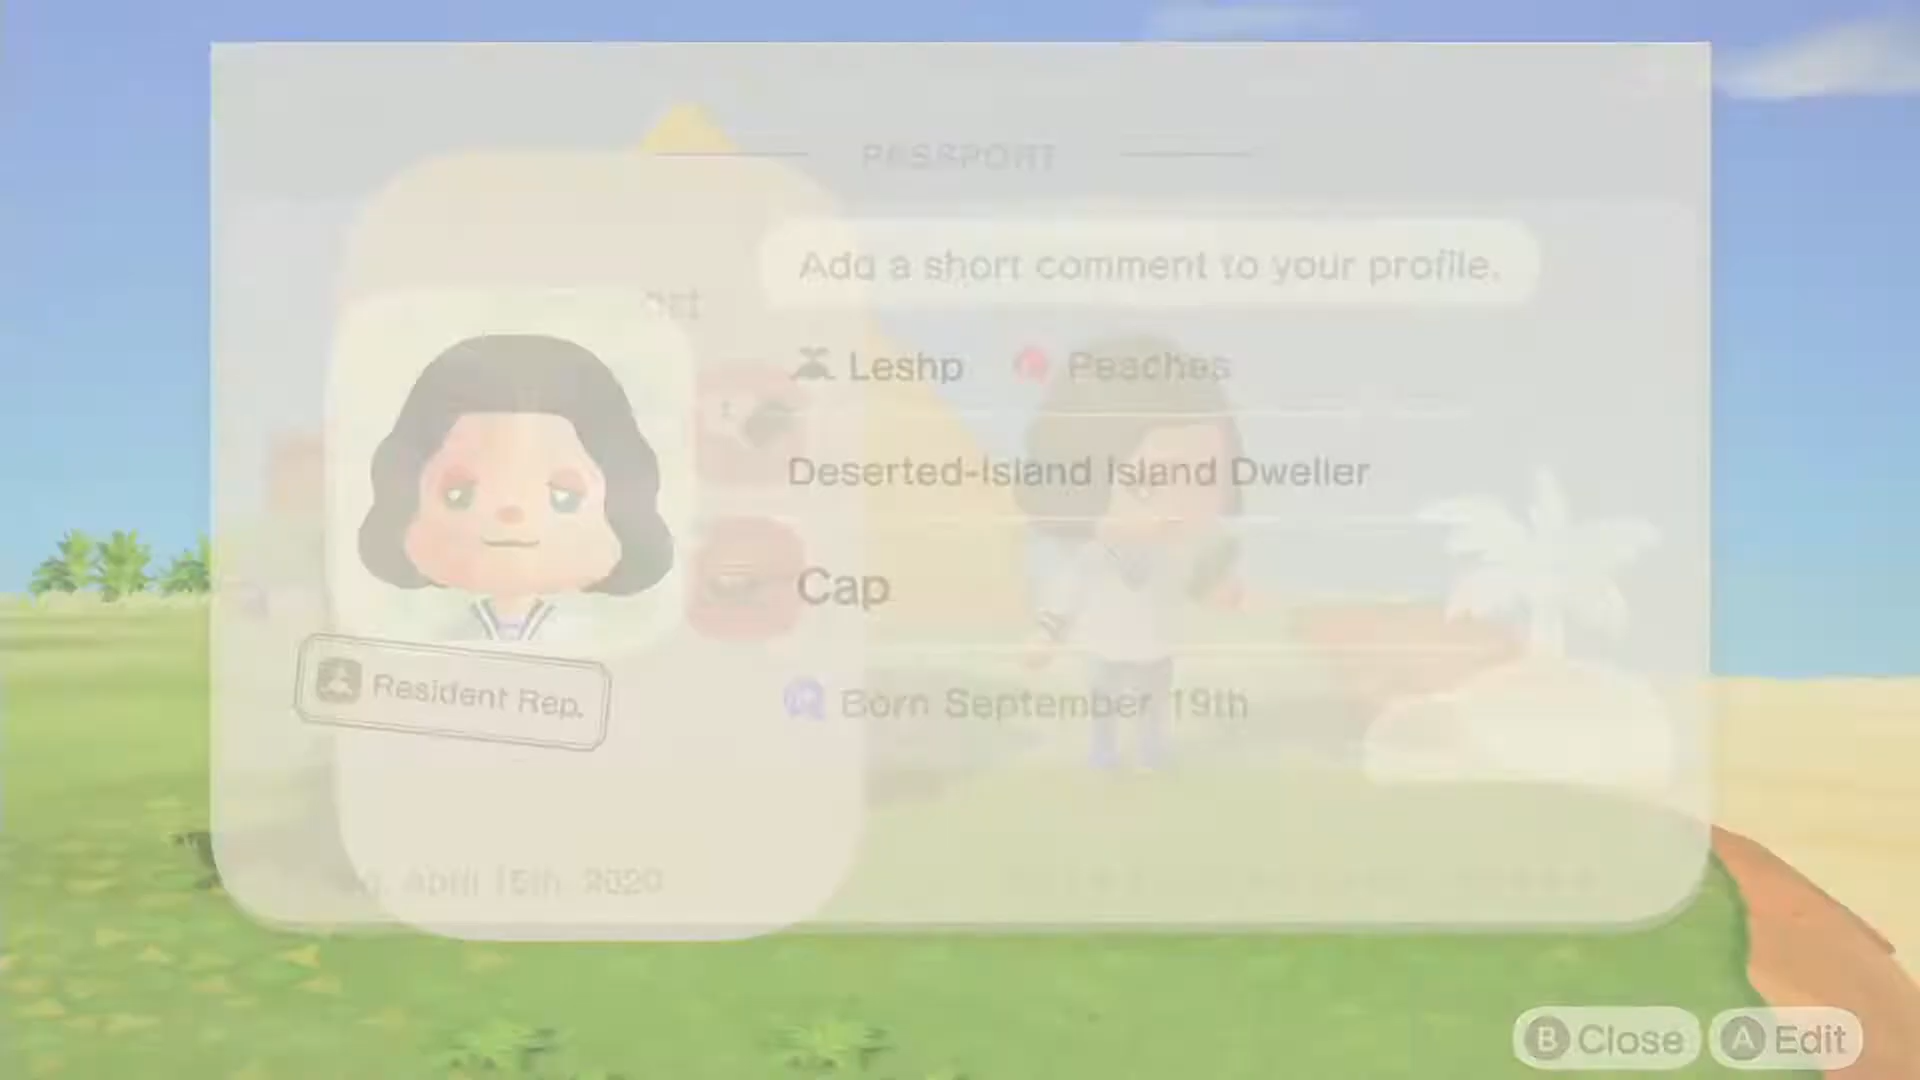 PASSPORT
Add a short comment to your profile.
Leshp Peaches
Deserted-Island Island Dweller
Cap
Resident Rep.
Born September 19th
April 15th, 2020
B Close A Edit